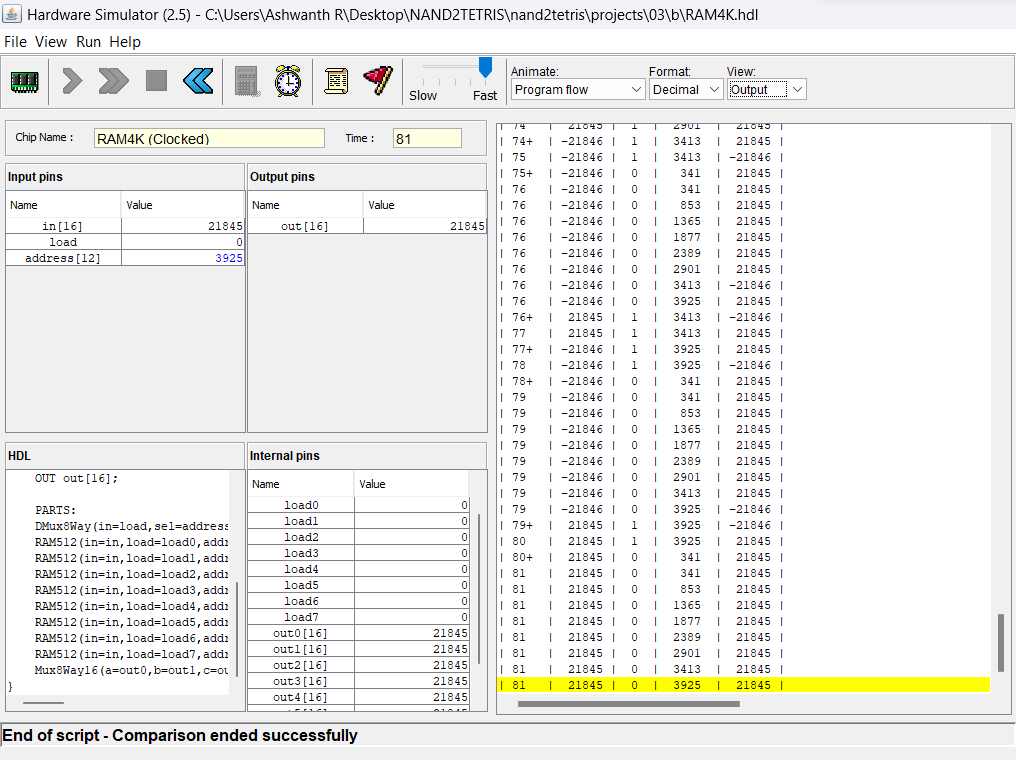 Hardware Simulator (2.5) - C:\Users\Ashwanth R\Desktop\NAND2TETRIS\nand2tetris\projects\03\b\RAM4K.hdl
File View Run Help
Slow Fast
Animate: Format: View:
Program flow Decimal Output
Chip Name : RAM4K (Clocked) Time : 81
Input pins
Name Value
in[16] 21845
load 0
address[12] 3925
Output pins
Name Value
out[16] 21845
HDL
OUT out[16];
PARTS:
DMux8Way(in=load,sel=address
RAM512(in=in,load=load0,addr
RAM512(in=in,load=load1,addr
RAM512(in=in,load=load2,addr
RAM512(in=in,load=load3,addr
RAM512(in=in,load=load4,addr
RAM512(in=in,load=load5,addr
RAM512(in=in,load=load6,addr
RAM512(in=in,load=load7,addr
Mux8Way16(a=out0,b=out1,c=ou
}
Internal pins
Name Value
load0 0
load1 0
load2 0
load3 0
load4 0
load5 0
load6 0
load7 0
out0[16] 21845
out1[16] 21845
out2[16] 21845
out3[16] 21845
out4[16] 21845
| 74 | 21845 | 1 | 2901 | 21845 |
| 74+ | -21846 | 1 | 3413 | 21845 |
| 75 | -21846 | 1 | 3413 | -21846 |
| 75+ | -21846 | 0 | 341 | 21845 |
| 76 | -21846 | 0 | 341 | 21845 |
| 76 | -21846 | 0 | 853 | 21845 |
| 76 | -21846 | 0 | 1365 | 21845 |
| 76 | -21846 | 0 | 1877 | 21845 |
| 76 | -21846 | 0 | 2389 | 21845 |
| 76 | -21846 | 0 | 2901 | 21845 |
| 76 | -21846 | 0 | 3413 | -21846 |
| 76 | -21846 | 0 | 3925 | 21845 |
| 76+ | 21845 | 1 | 3413 | -21846 |
| 77 | 21845 | 1 | 3413 | 21845 |
| 77+ | -21846 | 1 | 3925 | 21845 |
| 78 | -21846 | 1 | 3925 | -21846 |
| 78+ | -21846 | 0 | 341 | 21845 |
| 79 | -21846 | 0 | 341 | 21845 |
| 79 | -21846 | 0 | 853 | 21845 |
| 79 | -21846 | 0 | 1365 | 21845 |
| 79 | -21846 | 0 | 1877 | 21845 |
| 79 | -21846 | 0 | 2389 | 21845 |
| 79 | -21846 | 0 | 2901 | 21845 |
| 79 | -21846 | 0 | 3413 | 21845 |
| 79 | -21846 | 0 | 3925 | -21846 |
| 79+ | 21845 | 1 | 3925 | -21846 |
| 80 | 21845 | 1 | 3925 | 21845 |
| 80+ | 21845 | 0 | 341 | 21845 |
| 81 | 21845 | 0 | 341 | 21845 |
| 81 | 21845 | 0 | 853 | 21845 |
| 81 | 21845 | 0 | 1365 | 21845 |
| 81 | 21845 | 0 | 1877 | 21845 |
| 81 | 21845 | 0 | 2389 | 21845 |
| 81 | 21845 | 0 | 2901 | 21845 |
| 81 | 21845 | 0 | 3413 | 21845 |
| 81 | 21845 | 0 | 3925 | 21845 |
End of script - Comparison ended successfully